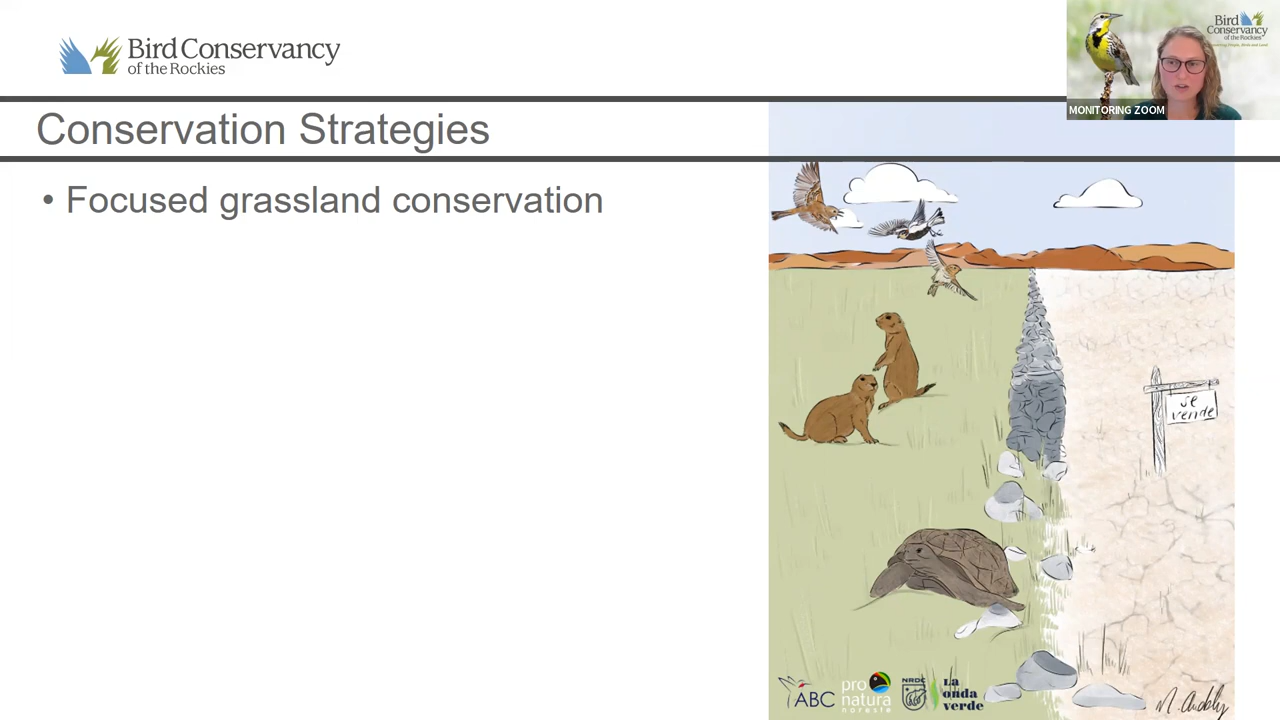 Bird Conservancy
of the Rockies
Bird
Conservancy
of the Rockies
MONITORING ZOOM
Conservation Strategies
• Focused grassland conservation
se
vende
ABC
pro
natura
noreste
NRDC
La
onda
verde